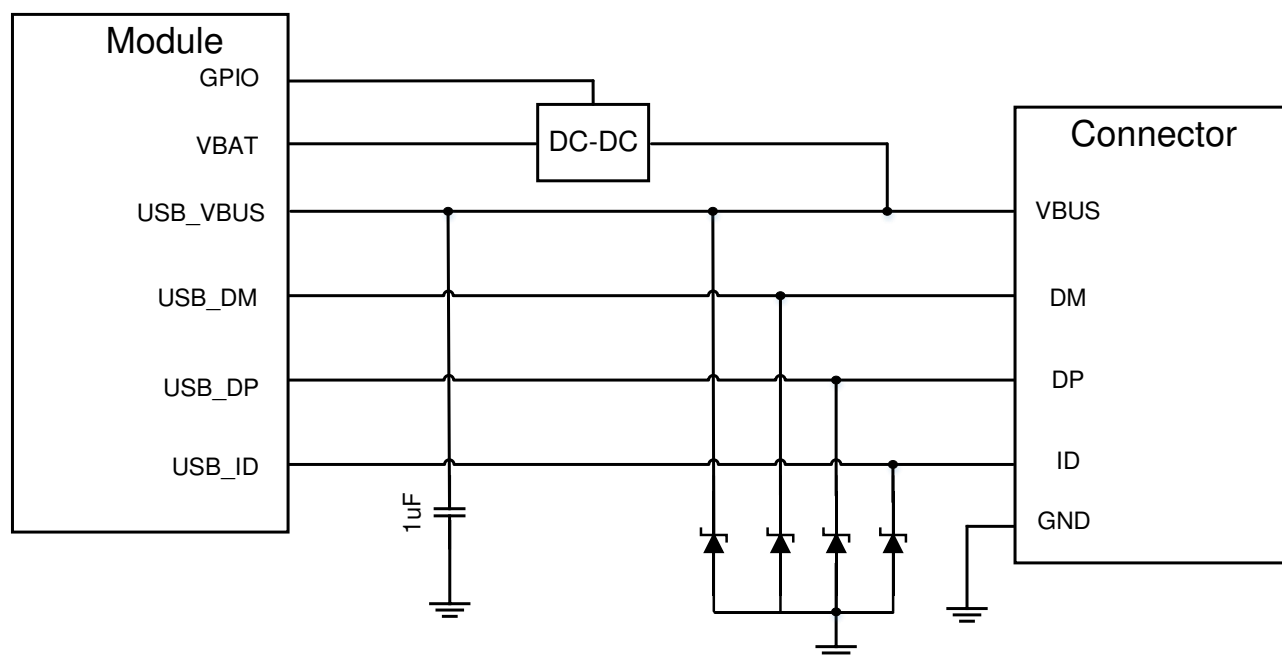 Module
GPIO
VBAT
USB_VBUS
USB_DM
USB_DP
USB_ID
DC-DC
1uF
Connector
VBUS
DM
DP
ID
GND